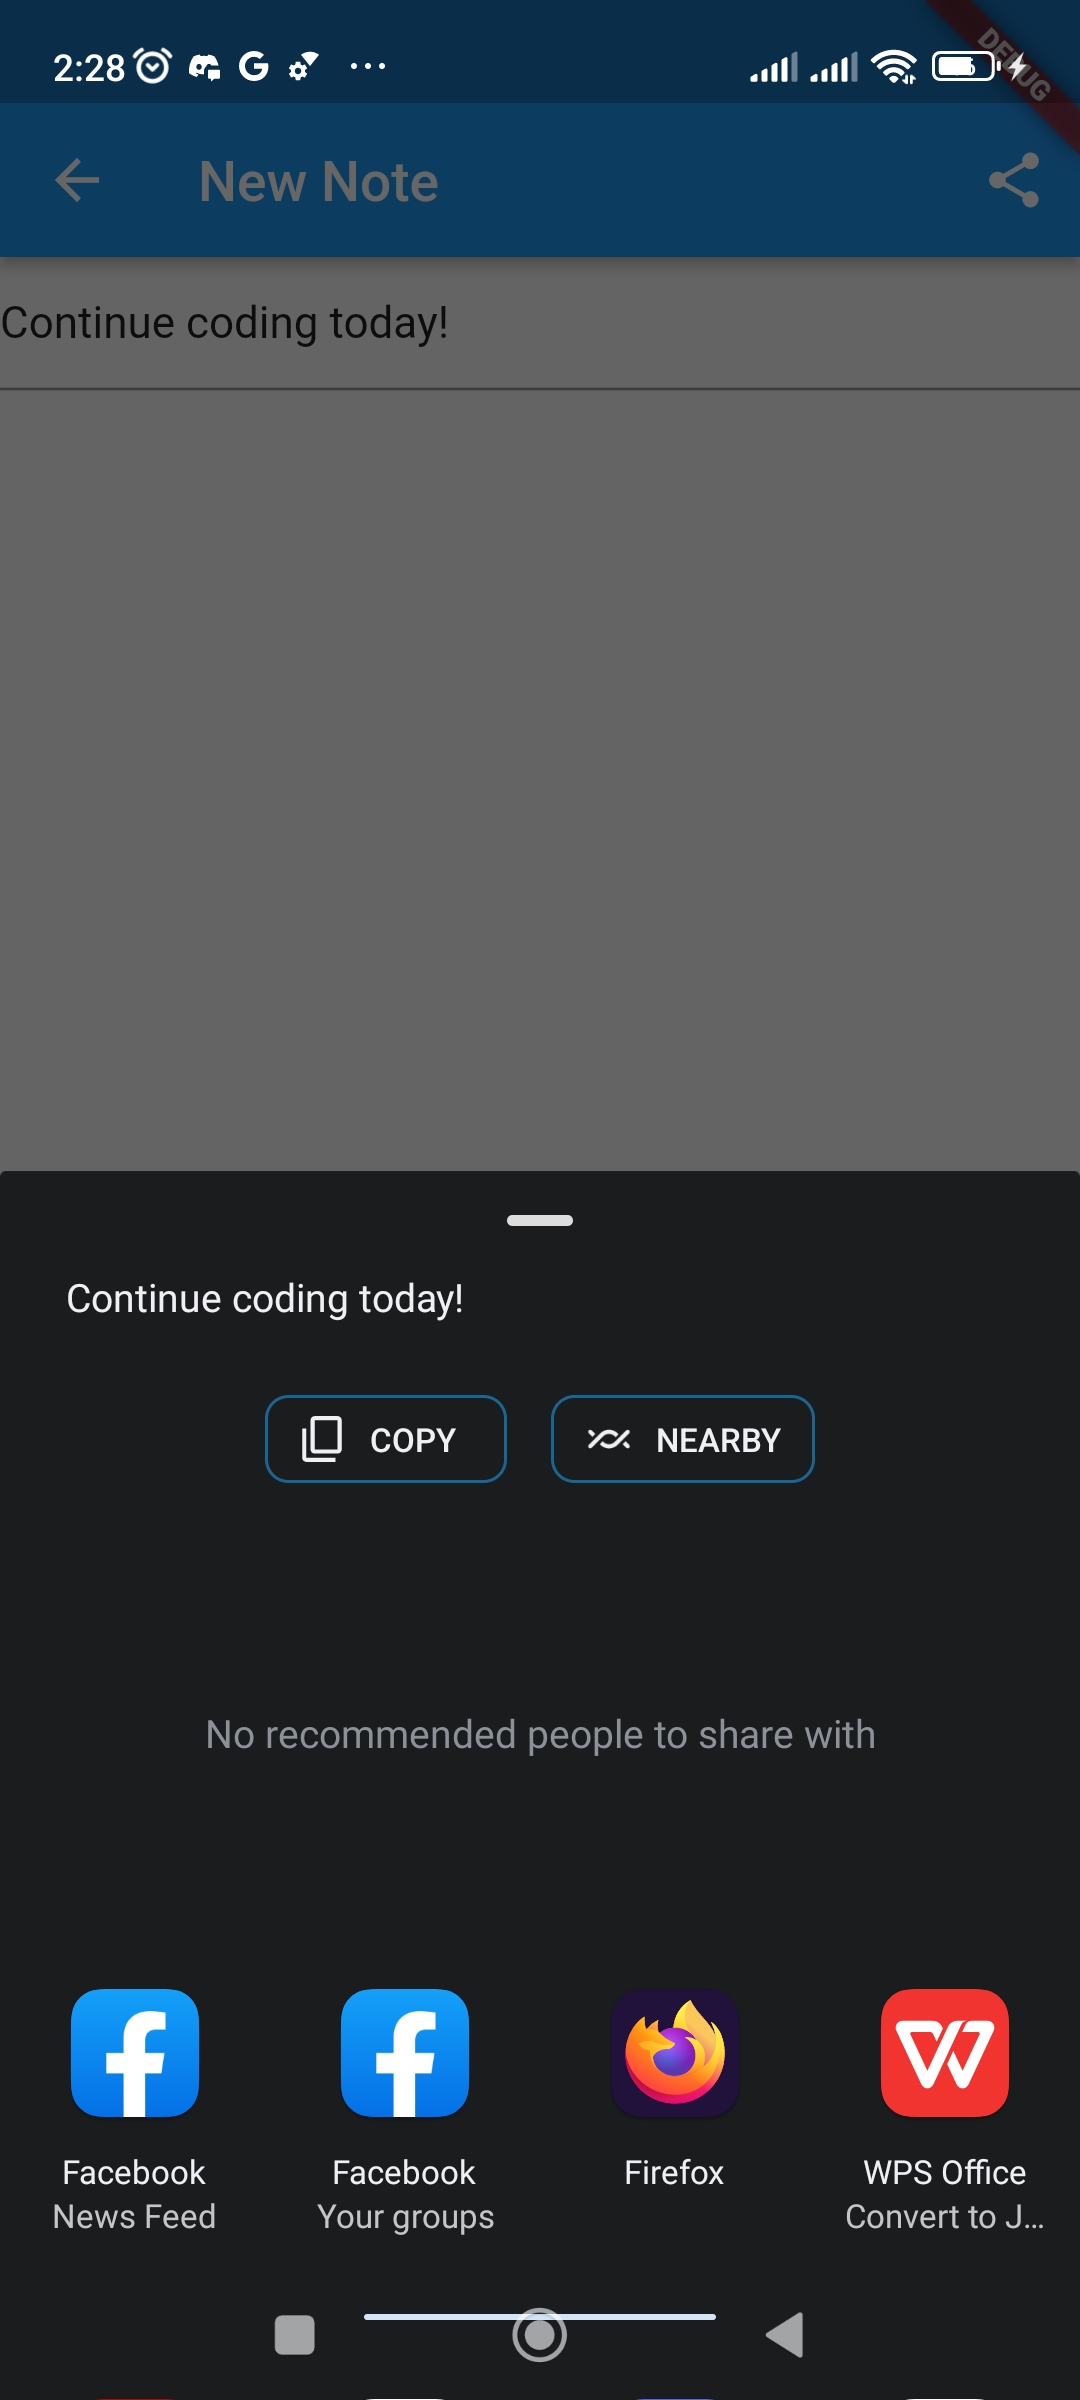 2:28
DEBUG
New Note
Continue coding today!
Continue coding today!
COPY NEARBY
No recommended people to share with
Facebook Facebook Firefox WPS Office
News Feed Your groups Convert to J...